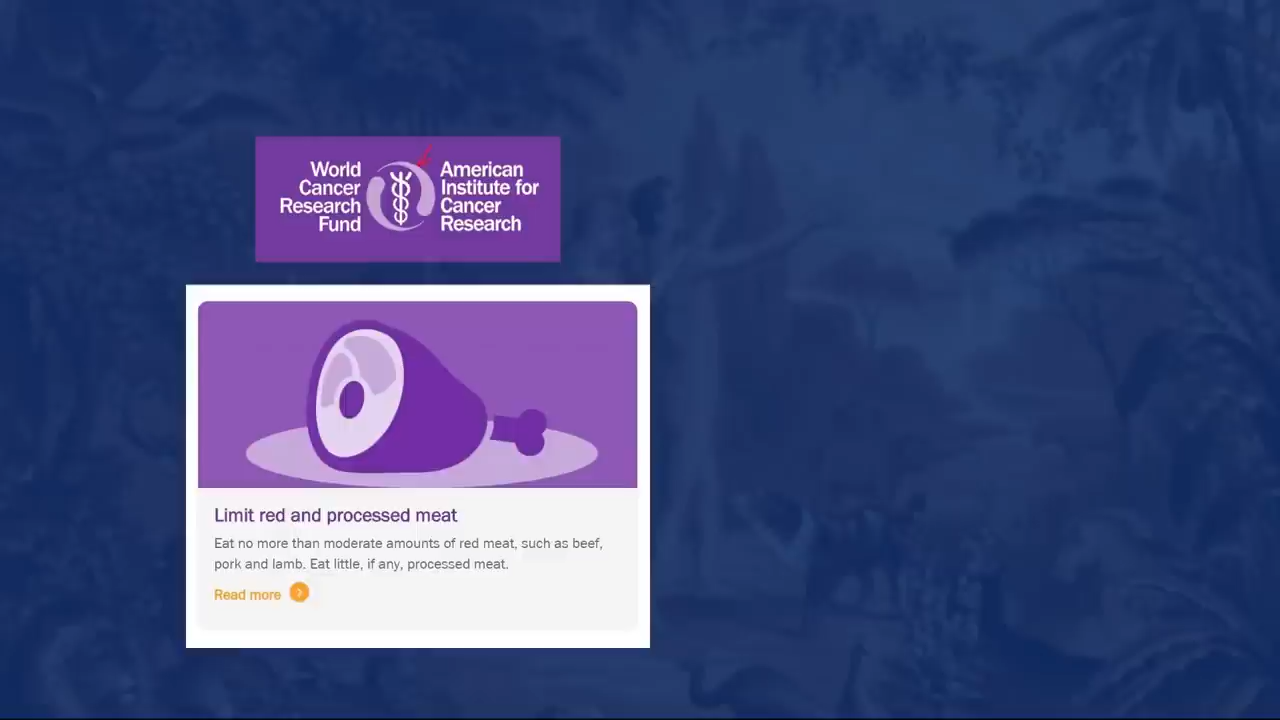 World
Cancer
Research
Fund
American
Institute for
Cancer
Research
Limit red and processed meat
Eat no more than moderate amounts of red meat, such as beef,
pork and lamb. Eat little, if any, processed meat.
Read more